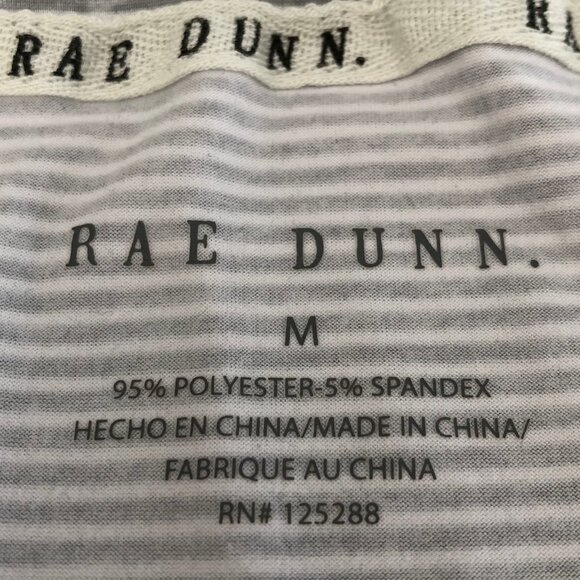 RAE DUNN. RA
RAE DUNN.
M
95% POLYESTER-5% SPANDEX
HECHO EN CHINA/MADE IN CHINA/
FABRIQUE AU CHINA
RN# 125288